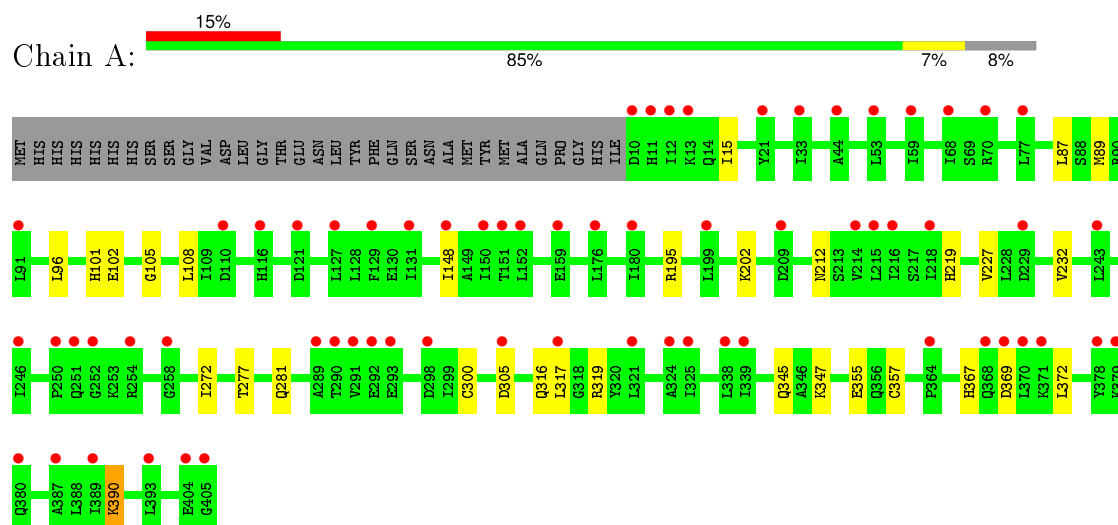 15%
Chain A:
85% 7% 8%
MET HIS HIS HIS HIS HIS HIS SER SER GLY VAL ASP LEU GLY THR GLU ASN LEU TYR PHE GLN SER ASN ALA MET TYR MET ALA GLN PRO GLY HIS ILE D10 H11 I12 K13 Q14 I15 Y21 I33 A44 L53 I59 I68 S69 R70 L77 L87 S88 M89 R90
L91 L96 H101 E102 G105 L108 I109 D110 H116 D121 L127 L128 F129 E130 I131 I148 A149 I150 T151 L152 E159 L176 I180 R195 L199 K202 D209 N212 S213 V214 L215 I216 S217 I218 H219 V227 L228 D229 V232 L243
I246 P250 Q251 G252 K253 R254 G258 I272 T277 Q281 A289 T290 V291 E292 E293 D298 I299 C300 D305 Q316 L317 G318 R319 Y320 L321 A324 I325 L338 I339 Q345 A346 K347 E355 Q356 C357 P364 H367 Q368 D369 L370 K371 L372 Y378 K379
Q380 A387 L388 I389 K390 L393 E404 G405